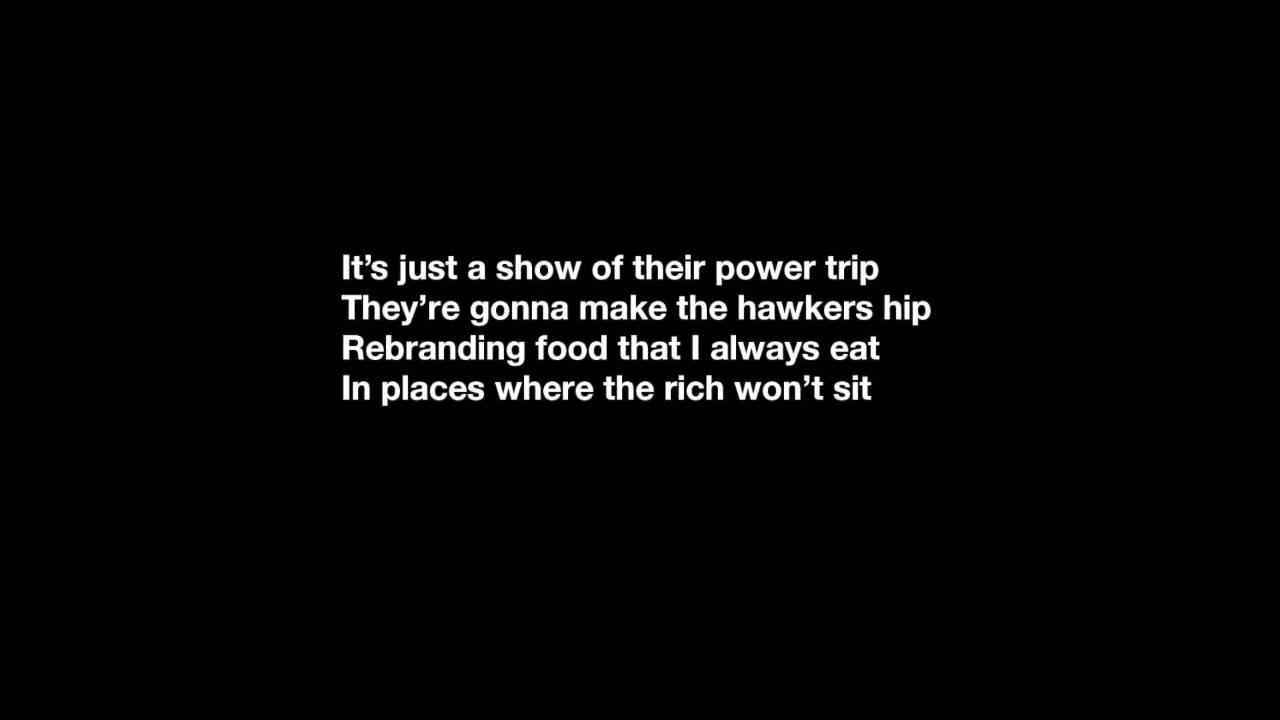 It’s just a show of their power trip
They’re gonna make the hawkers hip
Rebranding food that I always eat
In places where the rich won’t sit